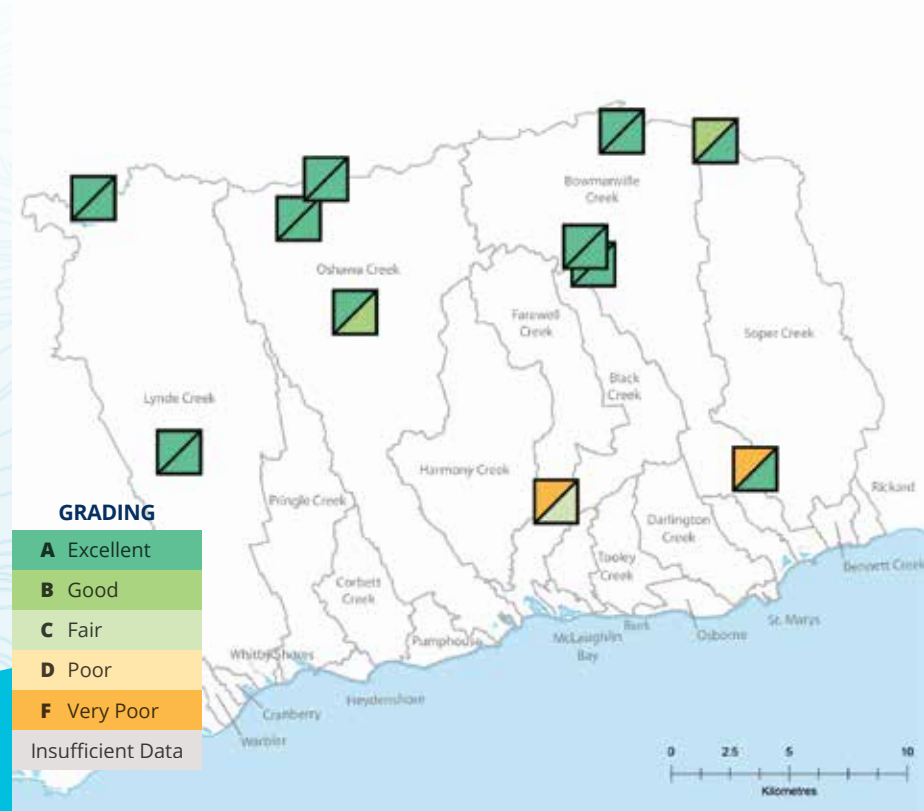 Bowmanville
Creek
Oshawa Creek
Farewell
Creek
Soper Creek
Black
Creek
Lynde Creek
Harmony Creek
Pringle Creek
Rickard
Darlington
Creek
Tooley
Creek
Bennett Creek
Corbett
Creek
St. Marys
Burk
Osborne
Pumphouse
McLaughlin
Bay
Whitby Shores
Heydenshore
Cranberry
Warbler
GRADING
A Excellent
B Good
C Fair
D Poor
F Very Poor
Insufficient Data
0 2.5 5 10
Kilometres